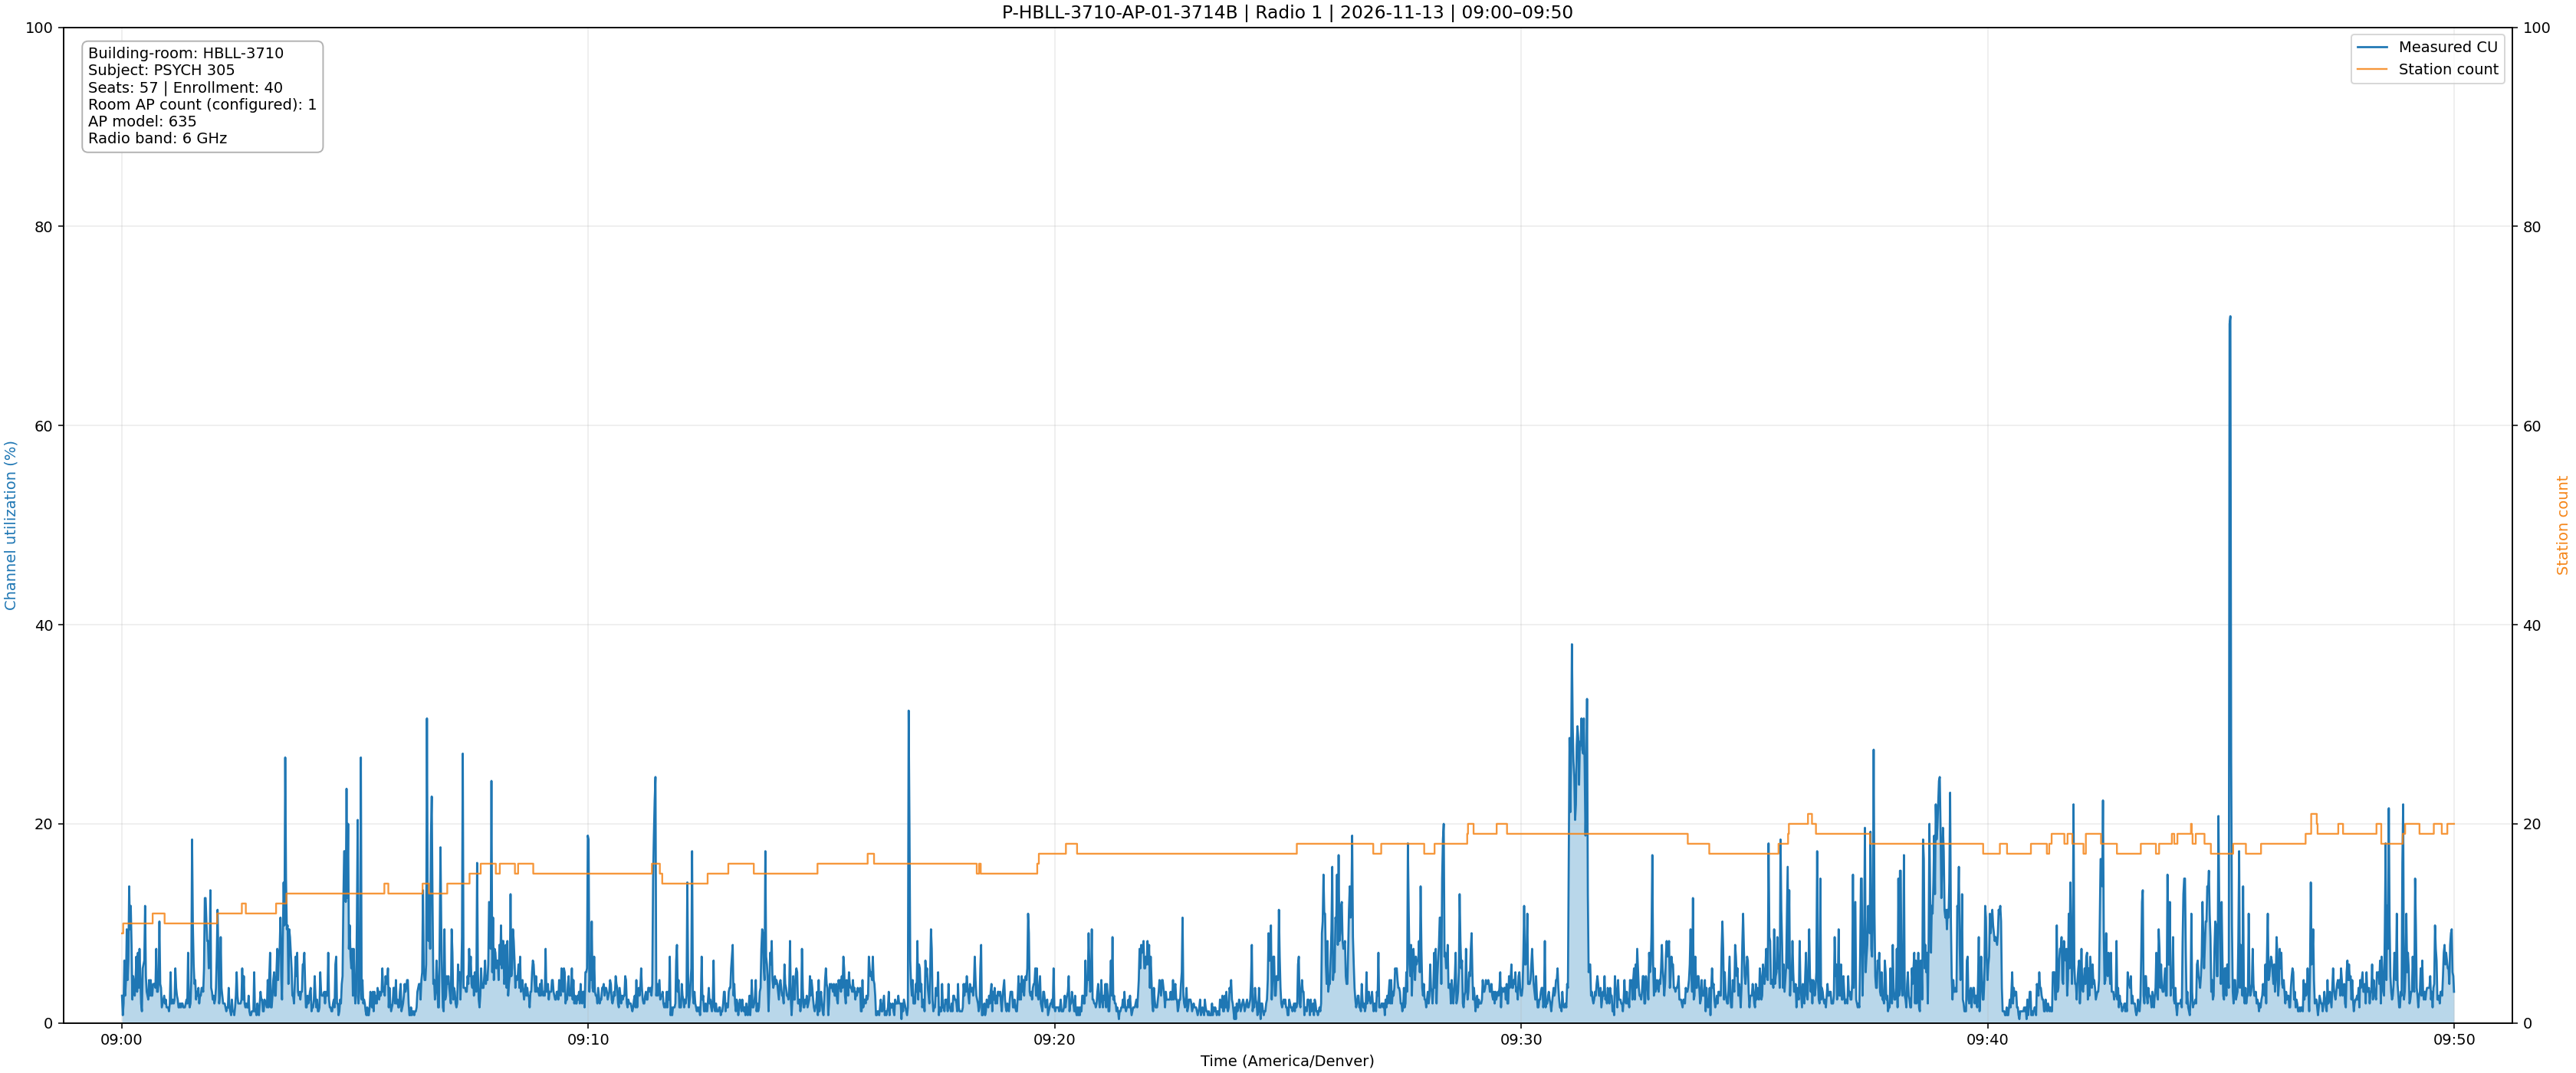 P-HBLL-3710-AP-01-3714B | Radio 1 | 2026-11-13 | 09:00–09:50
Building-room: HBLL-3710
Subject: PSYCH 305
Seats: 57 | Enrollment: 40
Room AP count (configured): 1
AP model: 635
Radio band: 6 GHz
Measured CU
Station count
Channel utilization (%)
100
80
60
40
20
0
100
80
60
40
20
0
Station count
09:00
09:10
09:20
09:30
09:40
09:50
Time (America/Denver)